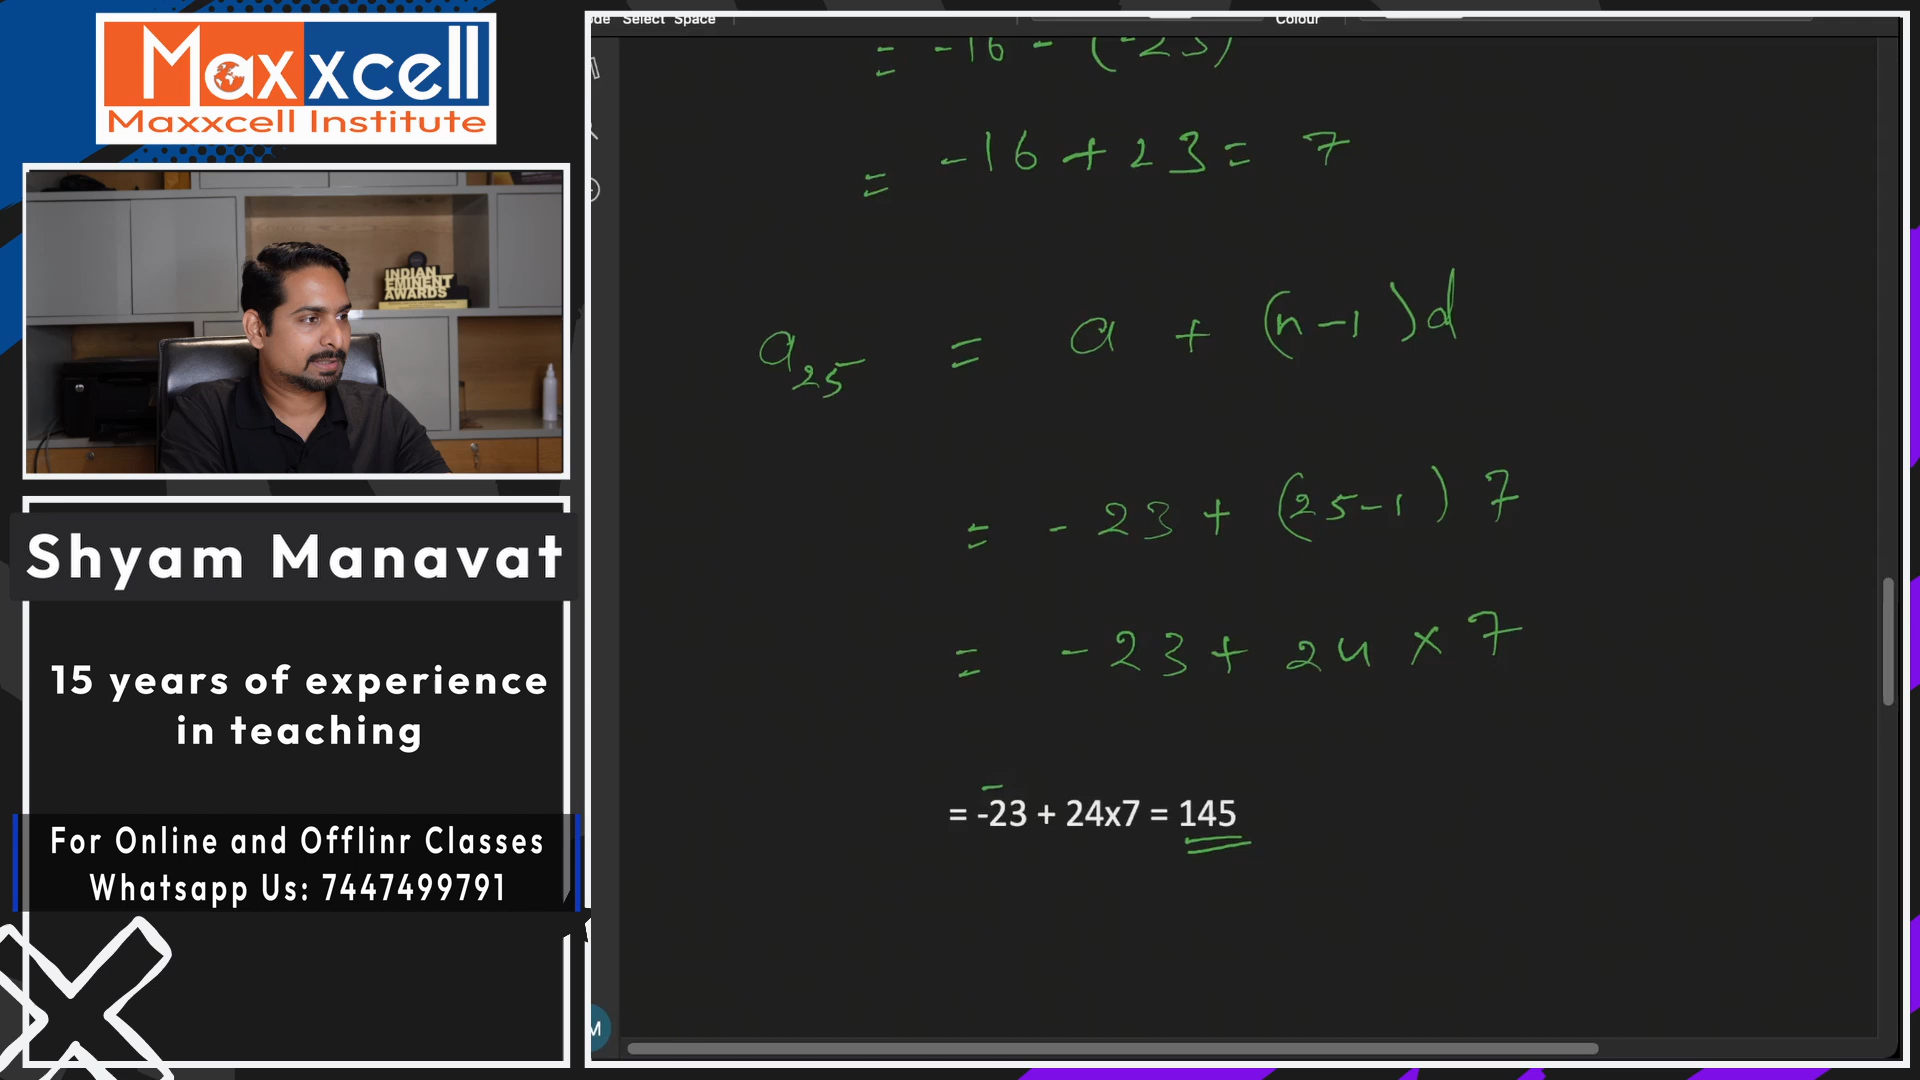 Maxxcell
Maxxcell Institute
INDIAN
EMINENT
AWARDS
Shyam Manavat
15 years of experience
in teaching
For Online and Offlinr Classes
Whatsapp Us: 7447499791
Select Space
Colour
= -16 - (-23)
= -16 + 23 = 7
a25 = a + (n-1)d
= -23 + (25-1) 7
= -23 + 24 × 7
= -23 + 24x7 = 145
M